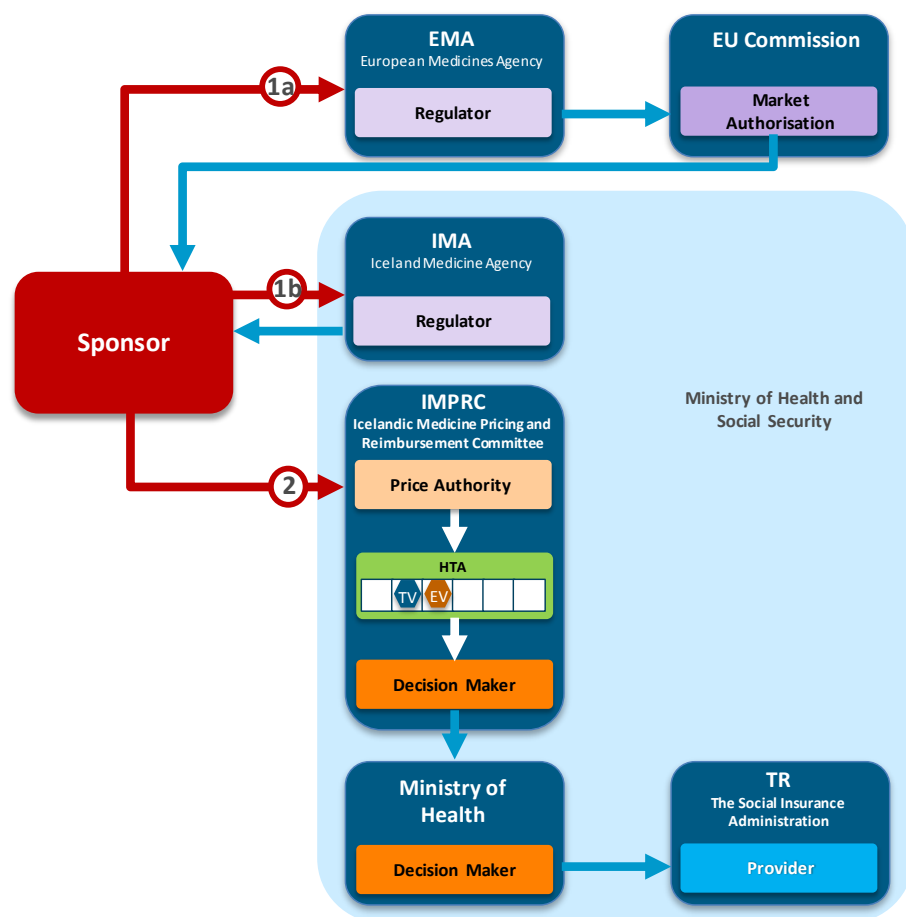 EMA
European Medicines Agency
Regulator
EU Commission
Market
Authorisation
1a
IMA
Iceland Medicine Agency
Regulator
1b
Sponsor
IMPRC
Icelandic Medicine Pricing and
Reimbursement Committee
Price Authority
2
HTA
TV
EV
Decision Maker
Ministry of Health and
Social Security
Ministry of
Health
Decision Maker
TR
The Social Insurance
Administration
Provider